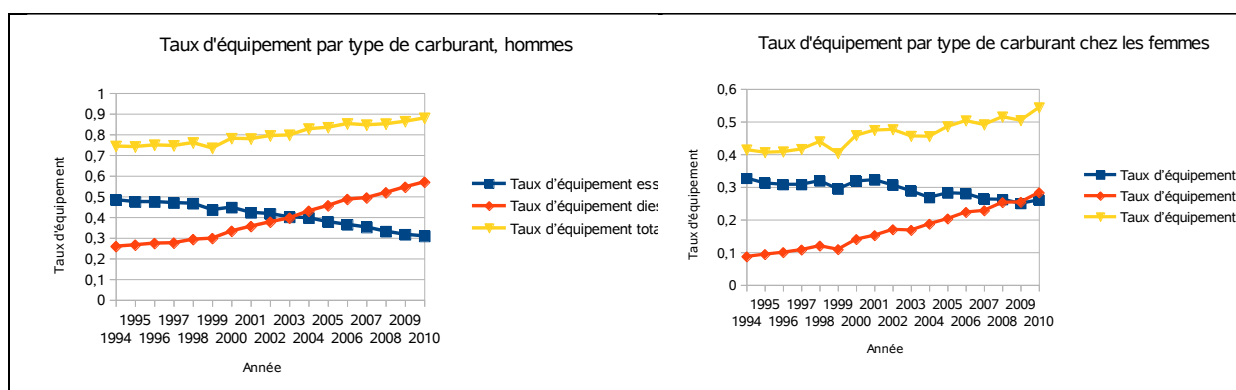 Taux d'équipement par type de carburant, hommes
Taux d'équipement
1
0,9
0,8
0,7
0,6
0,5
0,4
0,3
0,2
0,1
0
1995 1997 1999 2001 2003 2005 2007 2009
1994 1996 1998 2000 2002 2004 2006 2008 2010
Année
Taux d'équipement ess
Taux d'équipement dies
Taux d'équipement tota
Taux d'équipement par type de carburant chez les femmes
Taux d'équipement
0,6
0,5
0,4
0,3
0,2
0,1
0
1995 1997 1999 2001 2003 2005 2007 2009
1994 1996 1998 2000 2002 2004 2006 2008 2010
Année
Taux d'équipement
Taux d'équipement
Taux d'équipement